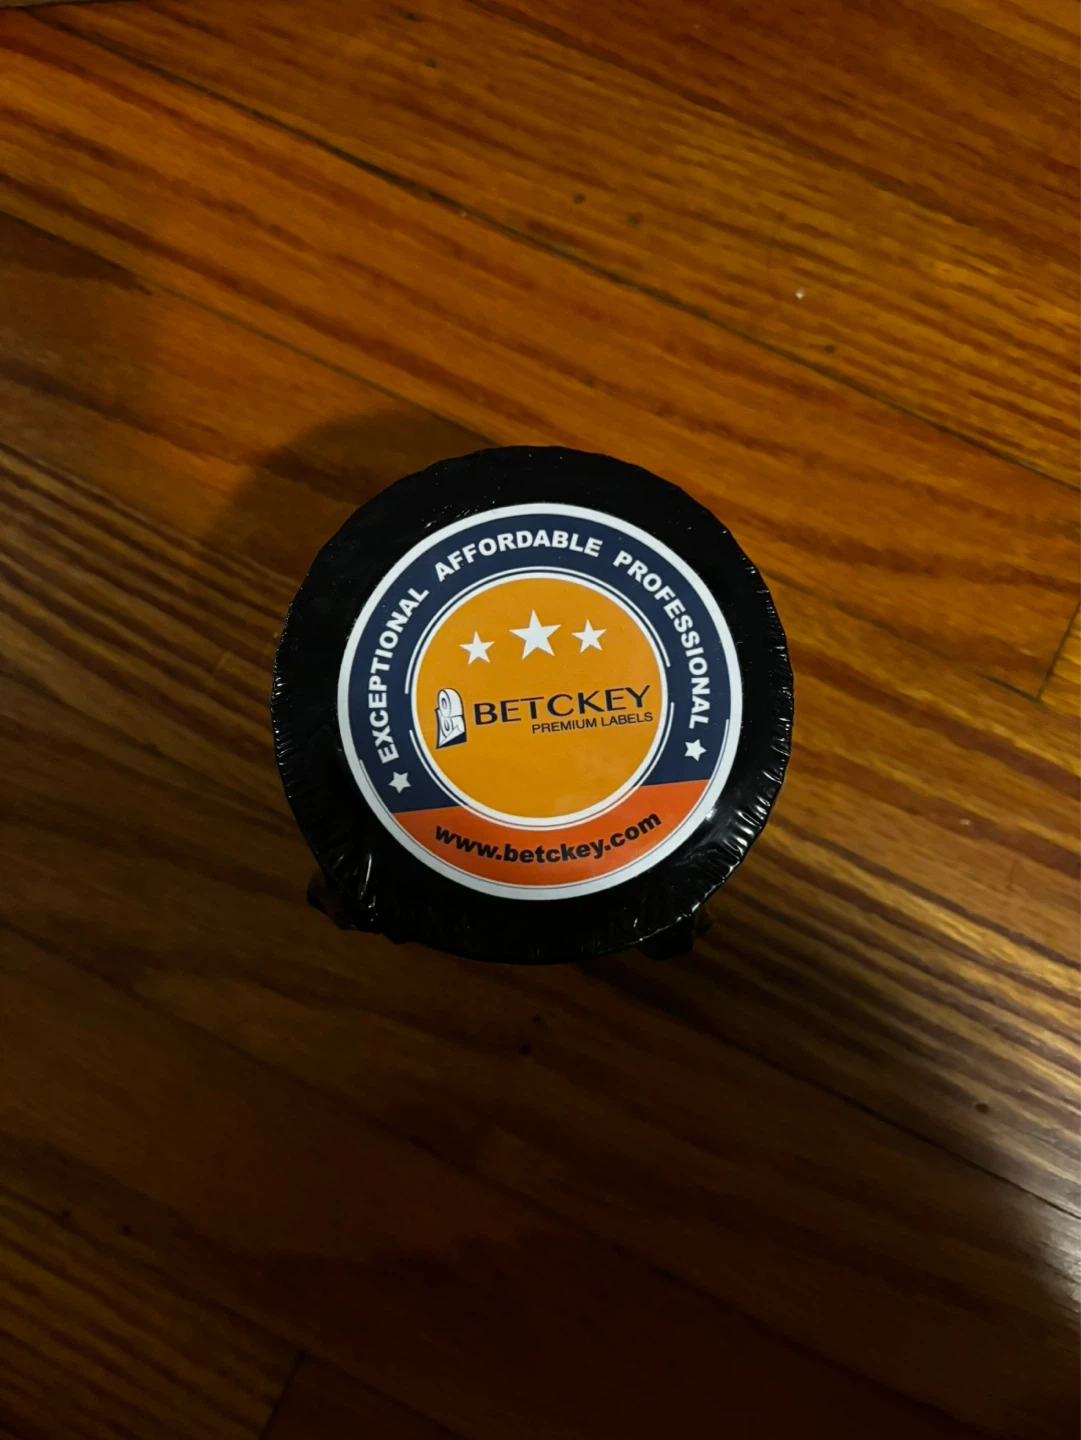 EXCEPTIONAL AFFORDABLE PROFESSIONAL
BETCKEY
PREMIUM LABELS
www.betckey.com